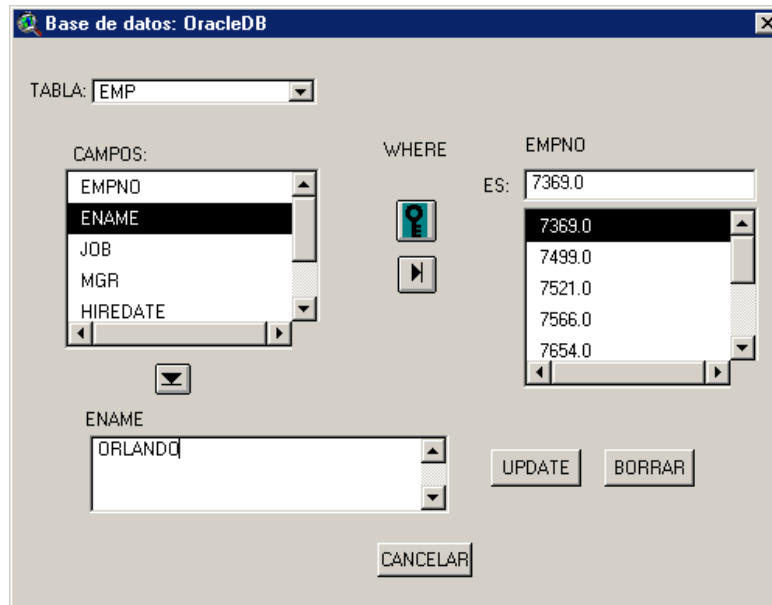 Base de datos: OracleDB
TABLA: EMP
CAMPOS:
EMPNO
ENAME
JOB
MGR
HIREDATE
WHERE
EMPNO
ES: 7369.0
7369.0
7499.0
7521.0
7566.0
7654.0
ENAME
ORLANDO
UPDATE
BORRAR
CANCELAR